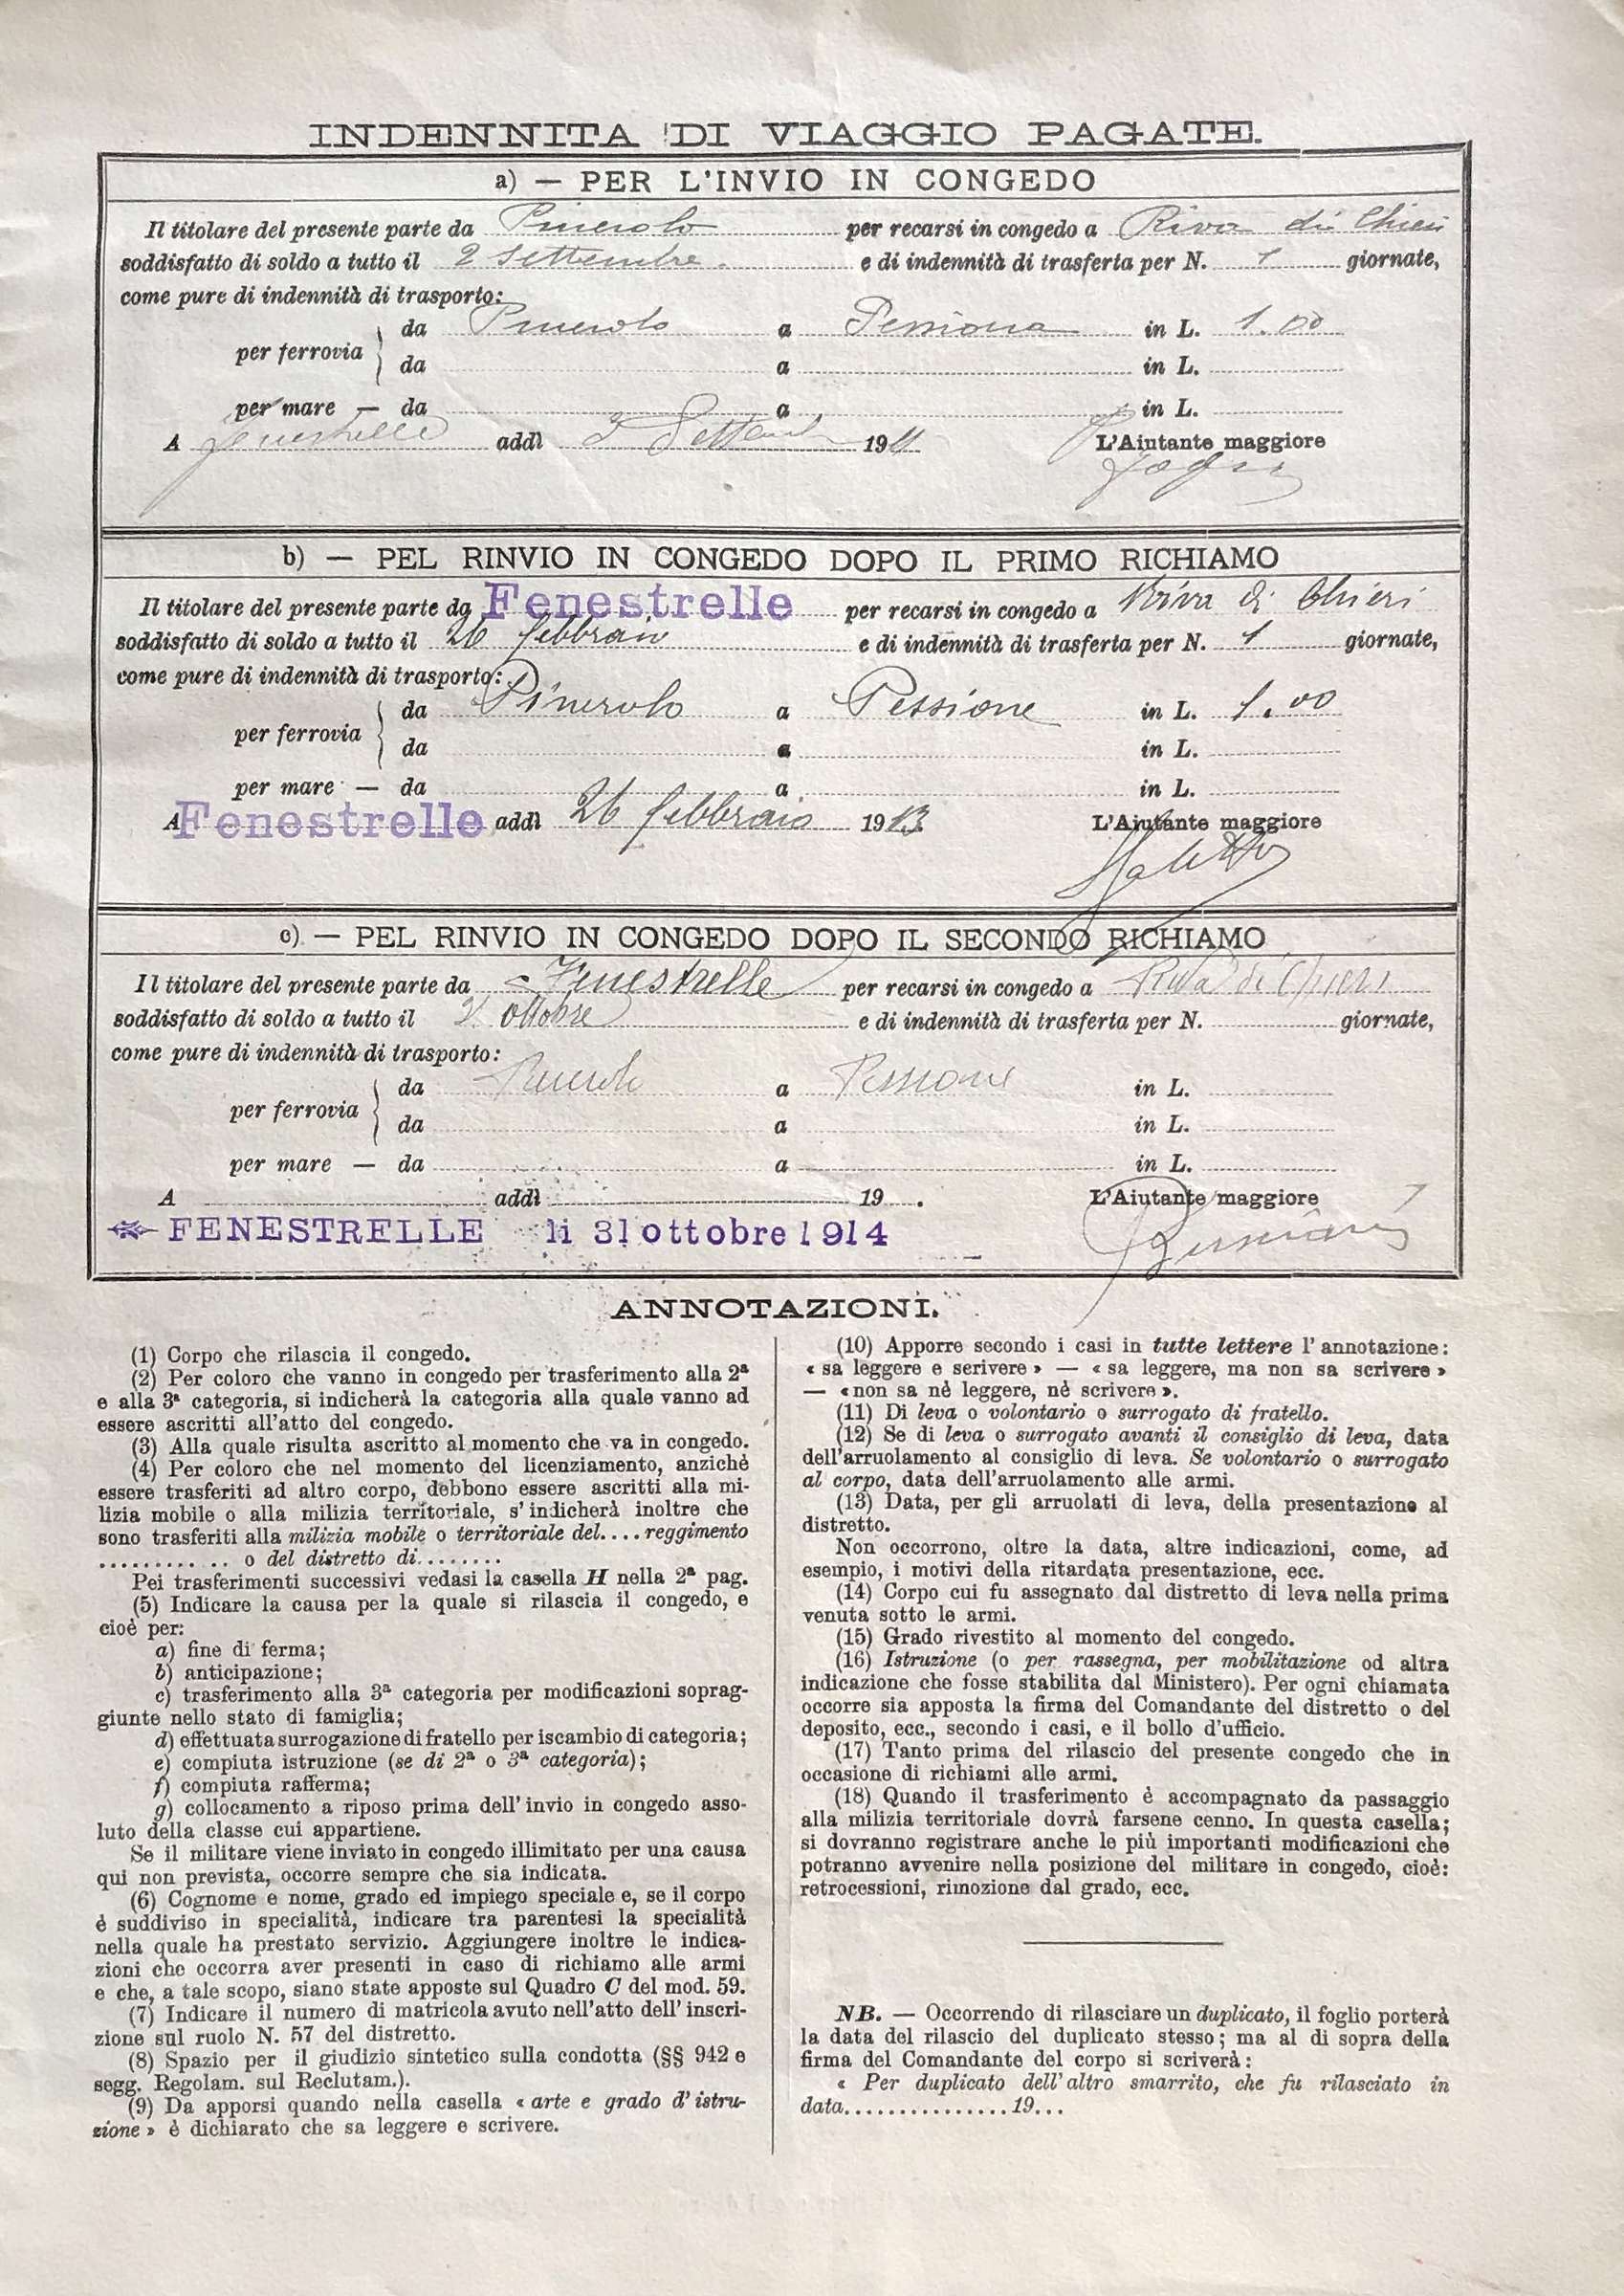 INDENNITA DI VIAGGIO PAGATE.
a) — PER L'INVIO IN CONGEDO
Il titolare del presente parte da Pinerolo per recarsi in congedo a Riva di Chieri
soddisfatto di soldo a tutto il 2 Settembre. e di indennità di trasferta per N. 1 giornate,
come pure di indennità di trasporto:
da Pinerolo a Pessione in L. 1.00
per ferrovia
da a in L.
per mare — da a in L.
A Fenestrelle addì 2 Settemb 1911
L'Aiutante maggiore
b) — PEL RINVIO IN CONGEDO DOPO IL PRIMO RICHIAMO
Il titolare del presente parte da Fenestrelle per recarsi in congedo a Riva di Chieri
soddisfatto di soldo a tutto il 26 febbraio e di indennità di trasferta per N. 1 giornate,
come pure di indennità di trasporto:
da Pinerolo a Pessione in L. 1.00
per ferrovia
da a in L.
per mare — da a in L.
A Fenestrelle addì 26 febbraio 1913
L'Aiutante maggiore
c) — PEL RINVIO IN CONGEDO DOPO IL SECONDO RICHIAMO
Il titolare del presente parte da Fenestrelle per recarsi in congedo a Riva di Chieri
soddisfatto di soldo a tutto il ottobre e di indennità di trasferta per N. giornate,
come pure di indennità di trasporto:
da Pinerolo a Pessione in L.
per ferrovia
da a in L.
per mare — da a in L.
A addì 19 .
L'Aiutante maggiore
FENESTRELLE li 31 ottobre 1914
ANNOTAZIONI.
(1) Corpo che rilascia il congedo.
(2) Per coloro che vanno in congedo per trasferimento alla 2ª
e alla 3ª categoria, si indicherà la categoria alla quale vanno ad
essere ascritti all'atto del congedo.
(3) Alla quale risulta ascritto al momento che va in congedo.
(4) Per coloro che nel momento del licenziamento, anzichè
essere trasferiti ad altro corpo, debbono essere ascritti alla mi-
lizia mobile o alla milizia territoriale, s'indicherà inoltre che
sono trasferiti alla milizia mobile o territoriale del.... reggimento
......... .. o del distretto di........
Pei trasferimenti successivi vedasi la casella H nella 2ª pag.
(5) Indicare la causa per la quale si rilascia il congedo, e
cioè per:
a) fine di ferma;
b) anticipazione;
c) trasferimento alla 3ª categoria per modificazioni soprag-
giunte nello stato di famiglia;
d) effettuata surrogazione di fratello per iscambio di categoria;
e) compiuta istruzione (se di 2ª o 3ª categoria);
f) compiuta rafferma;
g) collocamento a riposo prima dell'invio in congedo asso-
luto della classe cui appartiene.
Se il militare viene inviato in congedo illimitato per una causa
qui non prevista, occorre sempre che sia indicata.
(6) Cognome e nome, grado ed impiego speciale e, se il corpo
è suddiviso in specialità, indicare tra parentesi la specialità
nella quale ha prestato servizio. Aggiungere inoltre le indica-
zioni che occorra aver presenti in caso di richiamo alle armi
e che, a tale scopo, siano state apposte sul Quadro C del mod. 59.
(7) Indicare il numero di matricola avuto nell'atto dell'inscri-
zione sul ruolo N. 57 del distretto.
(8) Spazio per il giudizio sintetico sulla condotta (§§ 942 e
segg. Regolam. sul Reclutam.).
(9) Da apporsi quando nella casella « arte e grado d'istru-
zione » è dichiarato che sa leggere e scrivere.
(10) Apporre secondo i casi in tutte lettere l'annotazione:
« sa leggere e serivere » — « sa leggere, ma non sa scrivere »
— « non sa nè leggere, nè scrivere ».
(11) Di leva o volontario o surrogato di fratello.
(12) Se di leva o surrogato avanti il consiglio di leva, data
dell'arruolamento al consiglio di leva. Se volontario o surrogato
al corpo, data dell'arruolamento alle armi.
(13) Data, per gli arruolati di leva, della presentazione al
distretto.
Non occorrono, oltre la data, altre indicazioni, come, ad
esempio, i motivi della ritardata presentazione, ecc.
(14) Corpo cui fu assegnato dal distretto di leva nella prima
venuta sotto le armi.
(15) Grado rivestito al momento del congedo.
(16) Istruzione (o per rassegna, per mobilitazione od altra
indicazione che fosse stabilita dal Ministero). Per ogni chiamata
occorre sia apposta la firma del Comandante del distretto o del
deposito, ecc., secondo i casi, e il bollo d'ufficio.
(17) Tanto prima del rilascio del presente congedo che in
occasione di richiami alle armi.
(18) Quando il trasferimento è accompagnato da passaggio
alla milizia territoriale dovrà farsene cenno. In questa casella;
si dovranno registrare anche le più importanti modificazioni che
potranno avvenire nella posizione del militare in congedo, cioè:
retrocessioni, rimozione dal grado, ecc.
NB. — Occorrendo di rilasciare un duplicato, il foglio porterà
la data del rilascio del duplicato stesso; ma al di sopra della
firma del Comandante del corpo si scriverà:
« Per duplicato dell'altro smarrito, che fu rilasciato in
data...............19...